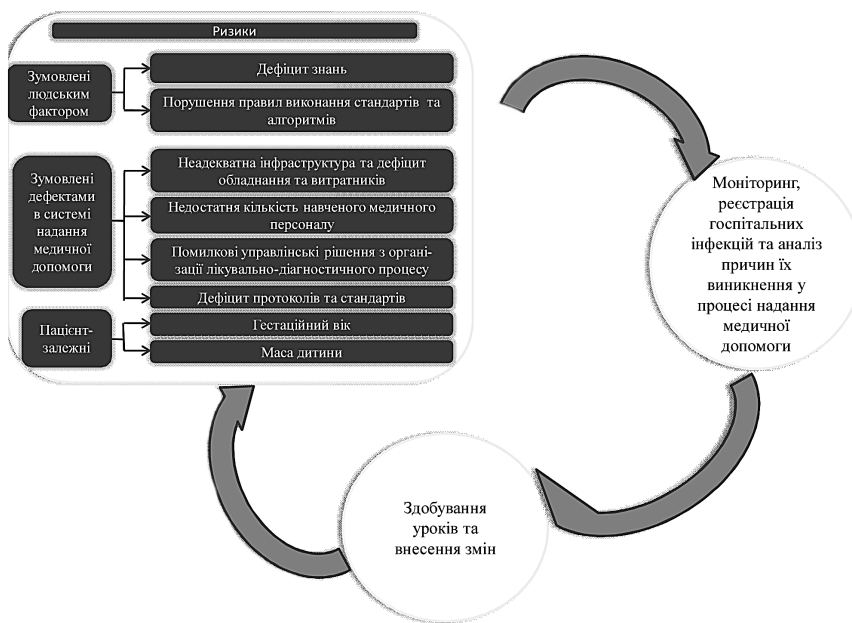 Ризики
Зумовлені
людським
фактором
Дефіцит знань
Порушення правил виконання стандартів та
алгоритмів
Зумовлені
дефектами
в системі
надання
медичної
допомоги
Неадекватна інфраструктура та дефіцит
обладнання та витратників
Недостатня кількість навченого медичного
персоналу
Помилкові управлінські рішення з органі-
зації лікувально-діагностичного процесу
Дефіцит протоколів та стандартів
Пацієнт-
залежні
Гестаційний вік
Маса дитини
Моніторинг,
реєстрація
госпітальних
інфекцій та аналіз
причин їх
виникнення у
процесі надання
медичної
допомоги
Здобування
уроків та
внесення змін